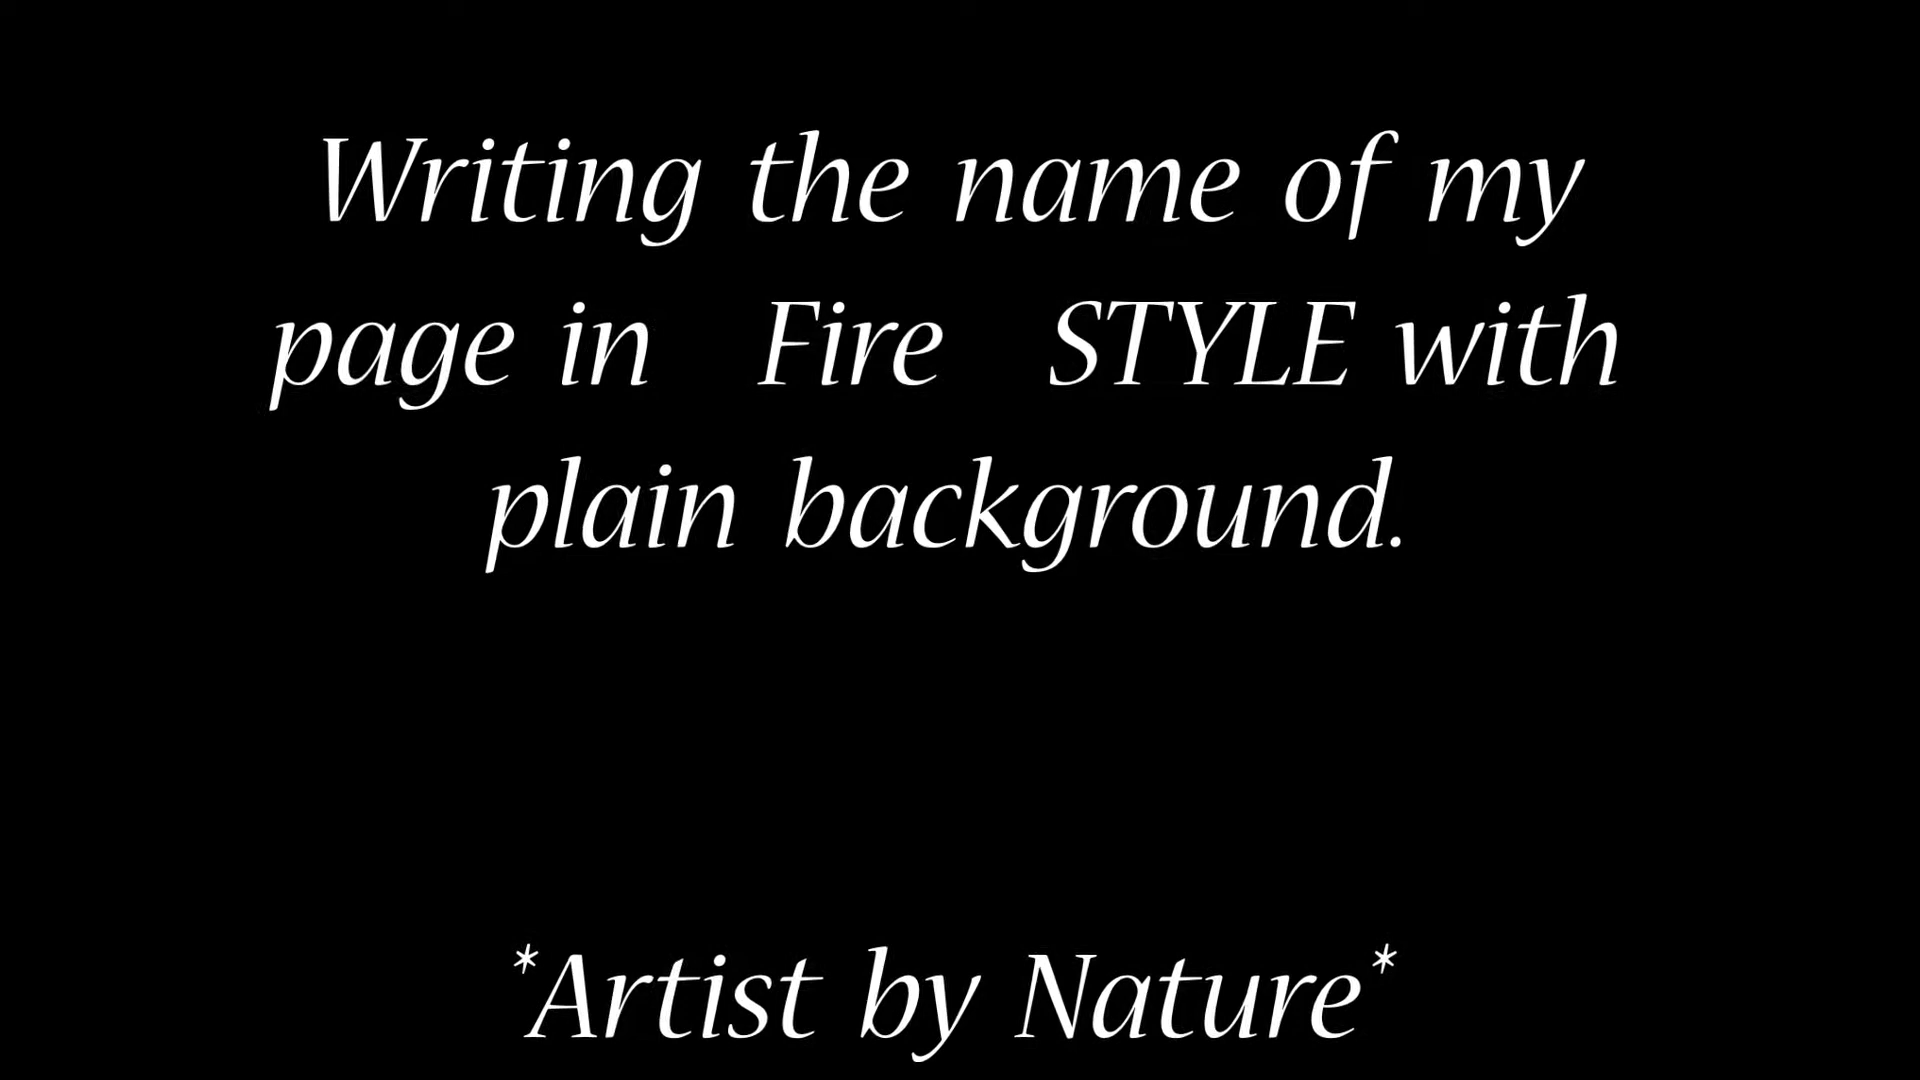 Writing the name of my
page in Fire STYLE with
plain background.
*Artist by Nature*